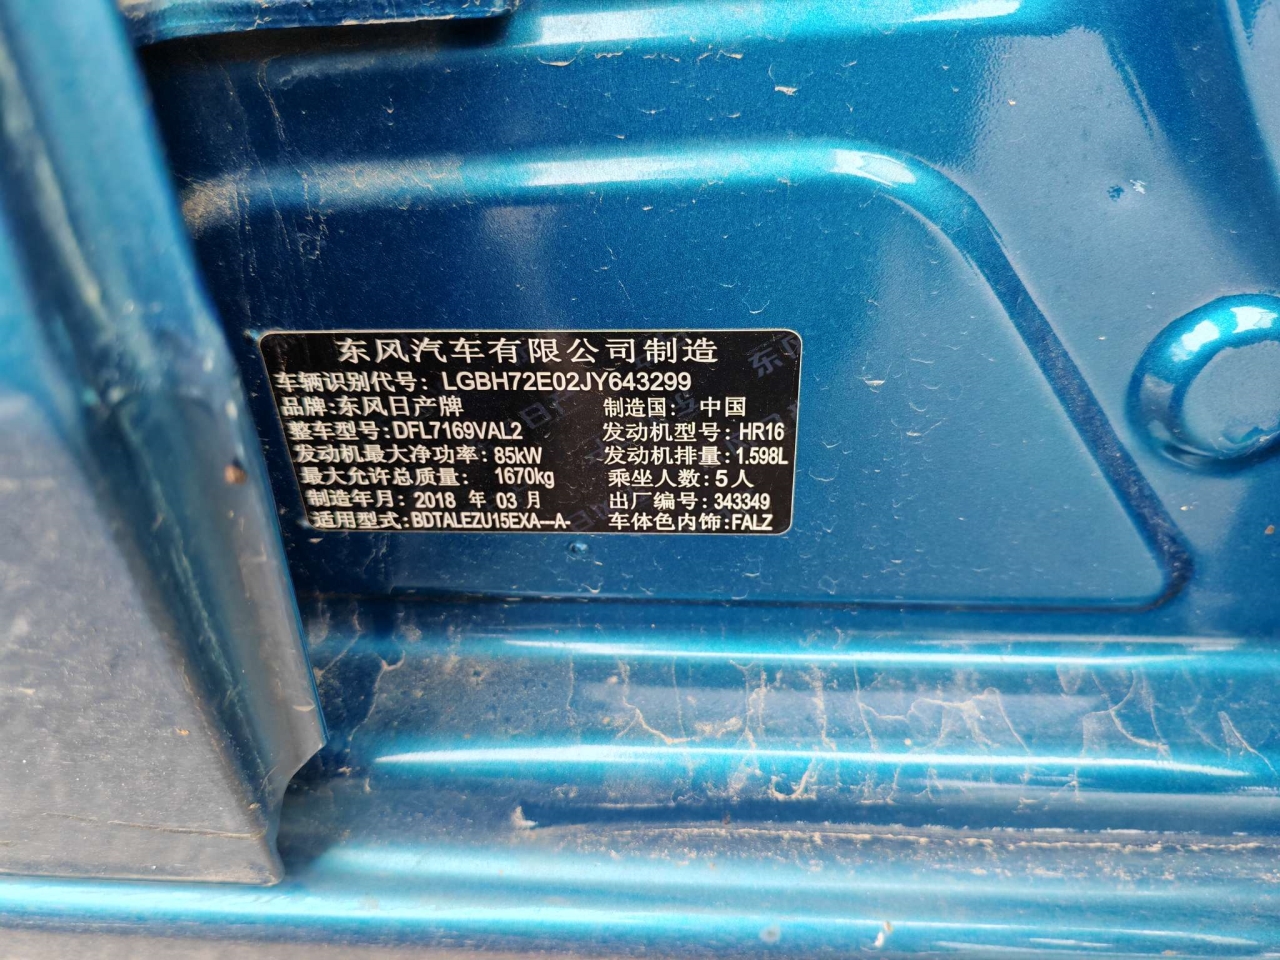 东风汽车有限公司制造
车辆识别代号: LGBH72E02JY643299
品牌:东风日产牌 制造国: 中国
整车型号:DFL7169VAL2 发动机型号: HR16
发动机最大净功率: 85kW 发动机排量: 1.598L
最大允许总质量: 1670kg 乘坐人数: 5人
制造年月: 2018 年 03 月 出厂编号: 343349
适用型式:BDTALEZU15EXA—A- 车体色内饰:FALZ